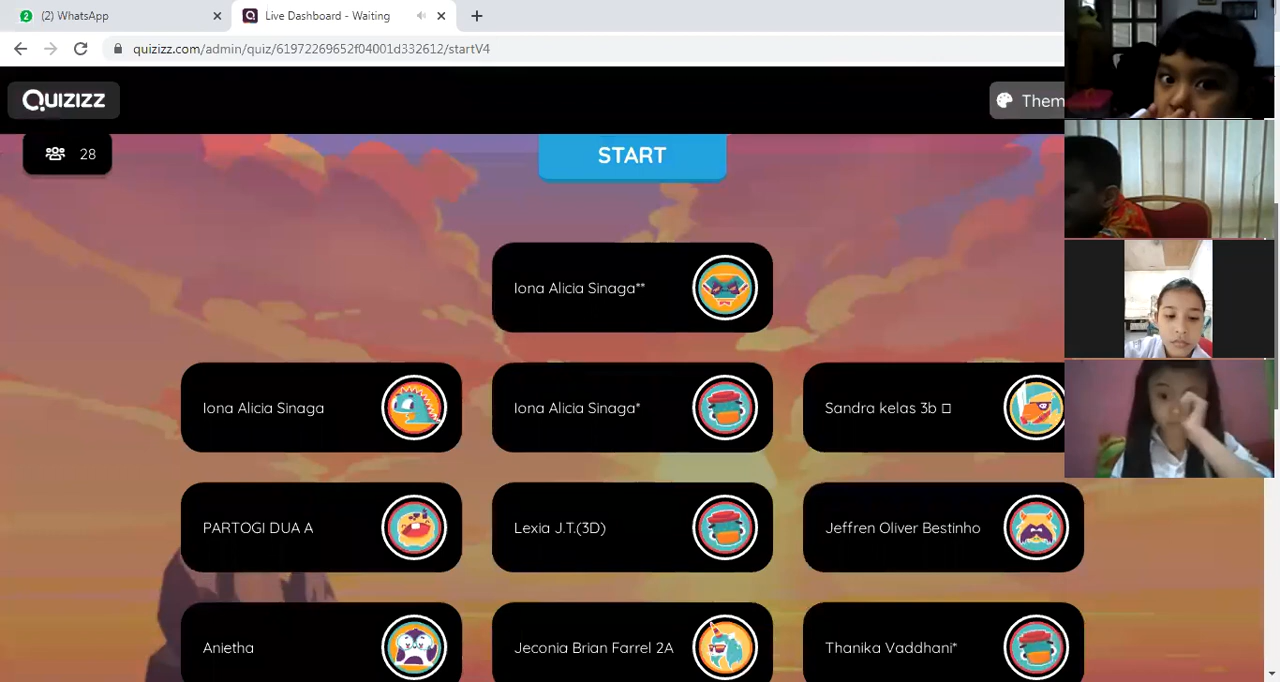 (2) WhatsApp
Live Dashboard - Waiting
quizizz.com/admin/quiz/61972269652f04001d332612/startV4
QUIZIZZ
Them
28
START
Iona Alicia Sinaga**
Iona Alicia Sinaga
Iona Alicia Sinaga*
Sandra kelas 3b □
PARTOGI DUA A
Lexia J.T.(3D)
Jeffren Oliver Bestinho
Anietha
Jeconia Brian Farrel 2A
Thanika Vaddhani*